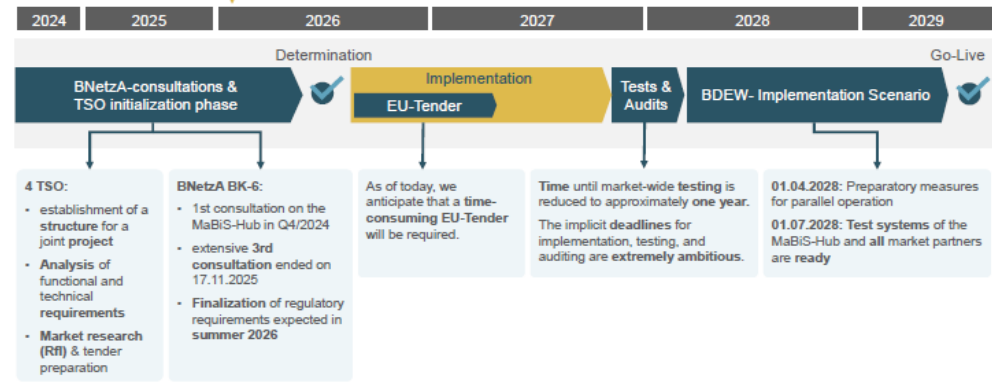 2024 2025 2026 2027 2028 2029
Determination
Go-Live
BNetzA-consultations &
TSO initialization phase
Implementation
EU-Tender
Tests &
Audits
BDEW- Implementation Scenario
4 TSO:
• establishment of a
structure for a
joint project
• Analysis of
functional and
technical
requirements
• Market research
(RfI) & tender
preparation
BNetzA BK-6:
• 1st consultation on the
MaBiS-Hub in Q4/2024
• extensive 3rd
consultation ended on
17.11.2025
• Finalization of regulatory
requirements expected in
summer 2026
As of today, we
anticipate that a time-
consuming EU-Tender
will be required.
Time until market-wide testing is
reduced to approximately one year.
The implicit deadlines for
implementation, testing, and
auditing are extremely ambitious.
01.04.2028: Preparatory measures
for parallel operation
01.07.2028: Test systems of the
MaBiS-Hub and all market partners
are ready